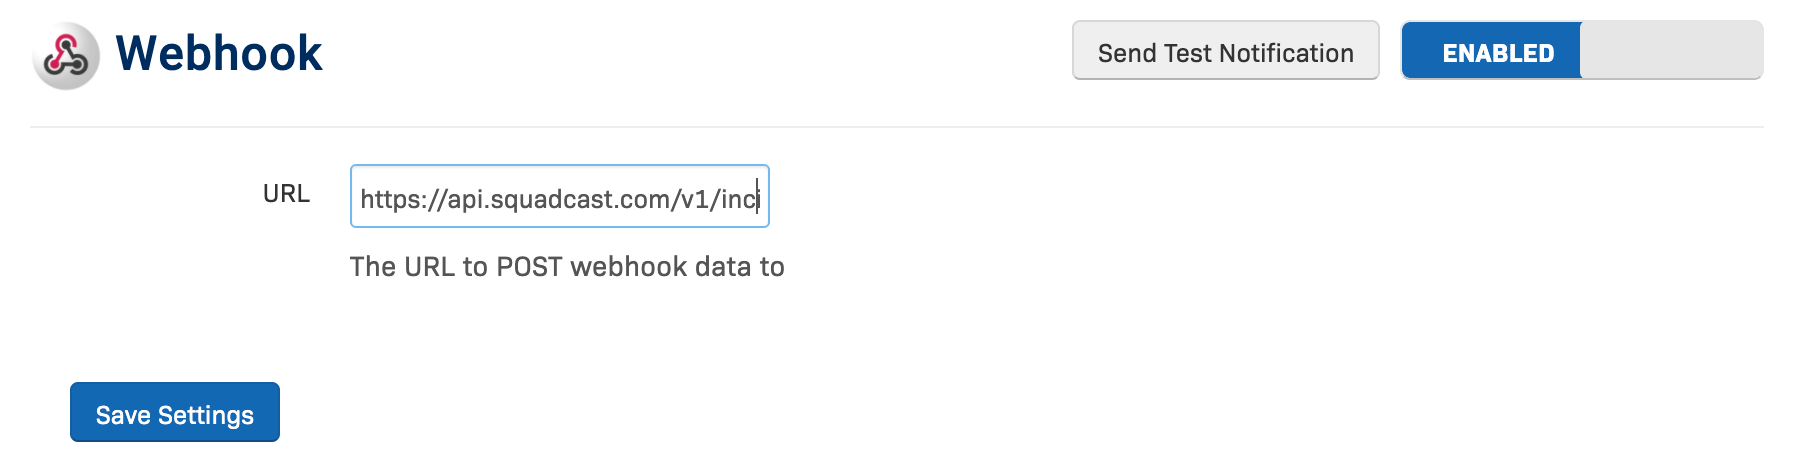 Webhook
Send Test Notification
ENABLED
URL
https://api.squadcast.com/v1/inci
The URL to POST webhook data to
Save Settings